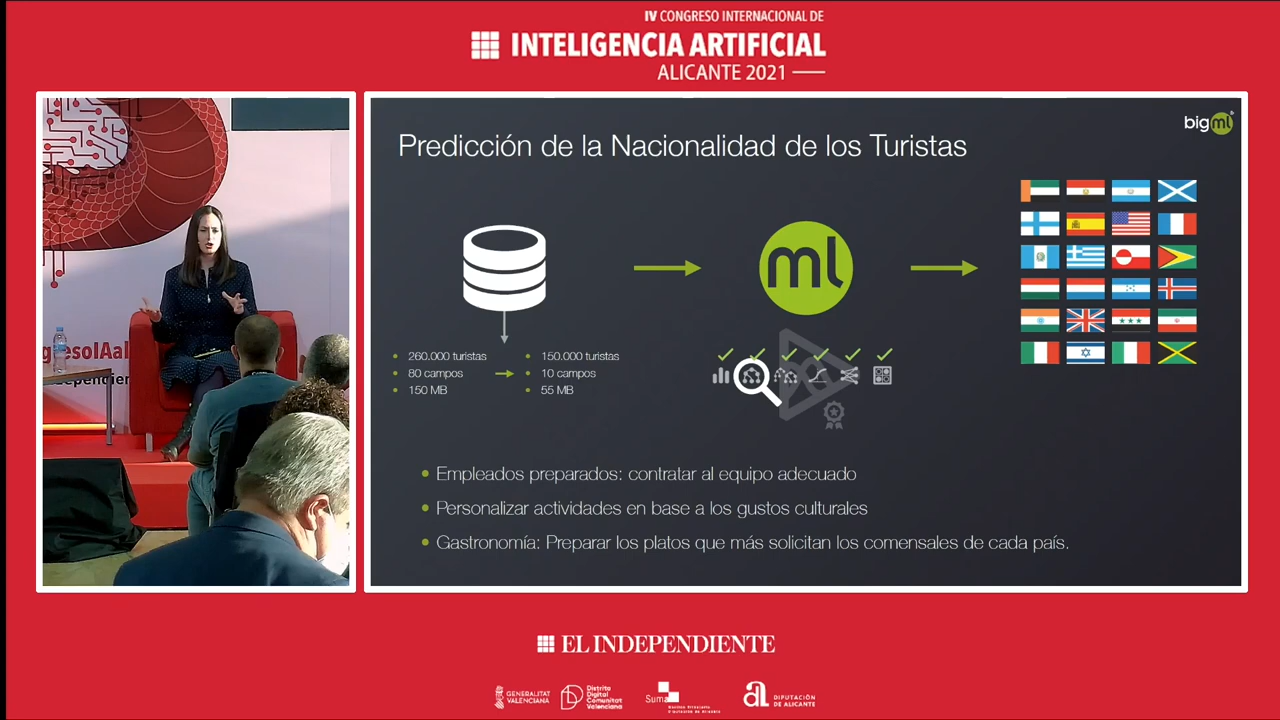 IV CONGRESO INTERNACIONAL DE
INTELIGENCIA ARTIFICIAL
ALICANTE 2021
bigml
Predicción de la Nacionalidad de los Turistas
ml
260.000 turistas
80 campos
150 MB
150.000 turistas
10 campos
55 MB
Empleados preparados: contratar al equipo adecuado
Personalizar actividades en base a los gustos culturales
Gastronomía: Preparar los platos que más solicitan los comensales de cada país.
gresoIAal
EL INDEPENDIENTE
GENERALITAT
VALENCIANA
Distrito
Digital
Comunitat
Valenciana
Suma
DIPUTACIÓN
DE ALICANTE